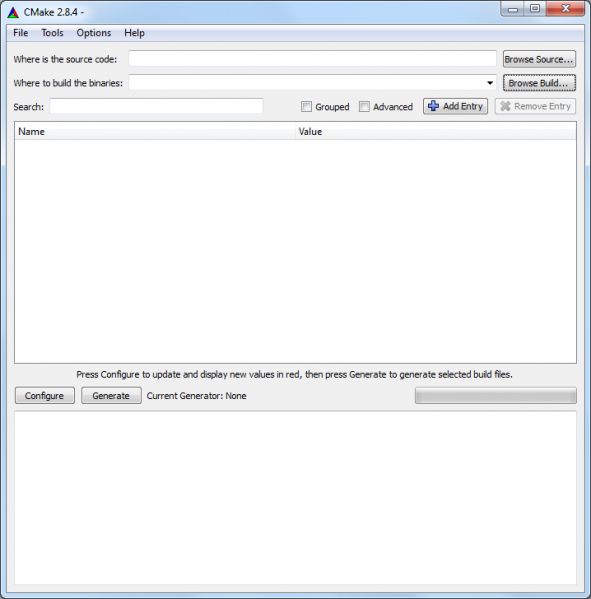 CMake 2.8.4 -
File Tools Options Help
Where is the source code: Browse Source...
Where to build the binaries: Browse Build...
Search: Grouped Advanced Add Entry Remove Entry
Name Value
Press Configure to update and display new values in red, then press Generate to generate selected build files.
Configure Generate Current Generator: None